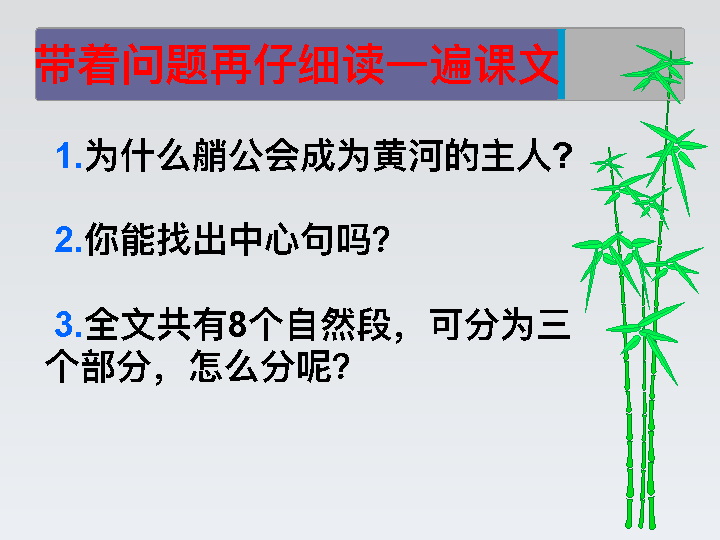 带着问题再仔细读一遍课文
1.为什么艄公会成为黄河的主人?
2.你能找出中心句吗?
3.全文共有8个自然段，可分为三
个部分，怎么分呢?